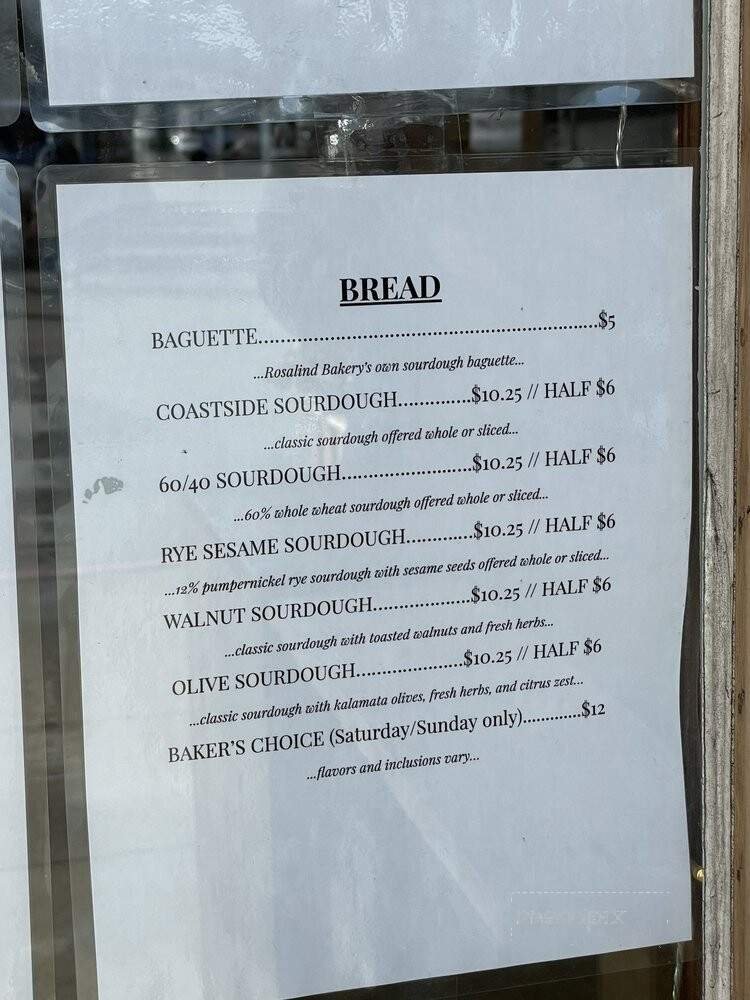 BREAD
BAGUETTE............................................................$5
...Rosalind Bakery's own sourdough baguette...
COASTSIDE SOURDOUGH..............$10.25 // HALF $6
...classic sourdough offered whole or sliced...
60/40 SOURDOUGH.........................$10.25 // HALF $6
...60% whole wheat sourdough offered whole or sliced...
RYE SESAME SOURDOUGH.............$10.25 // HALF $6
...12% pumpernickel rye sourdough with sesame seeds offered whole or sliced...
WALNUT SOURDOUGH...................$10.25 // HALF $6
...classic sourdough with toasted walnuts and fresh herbs...
OLIVE SOURDOUGH.....................$10.25 // HALF $6
...classic sourdough with kalamata olives, fresh herbs, and citrus zest...
BAKER'S CHOICE (Saturday/Sunday only).............$12
...flavors and inclusions vary...